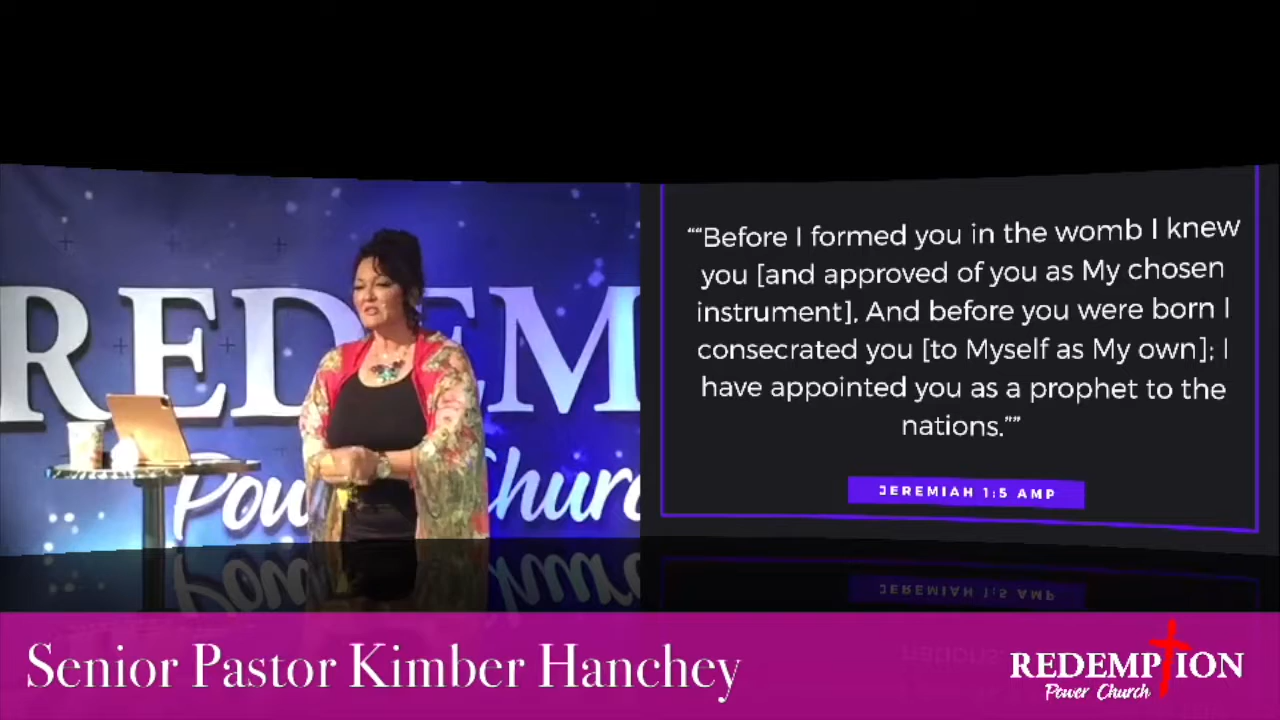 REDEM
Power Church
““Before I formed you in the womb I knew
you [and approved of you as My chosen
instrument], And before you were born I
consecrated you [to Myself as My own]; I
have appointed you as a prophet to the
nations.””
JEREMIAH 1:5 AMP
Senior Pastor Kimber Hanchey
REDEMPTION
Power Church